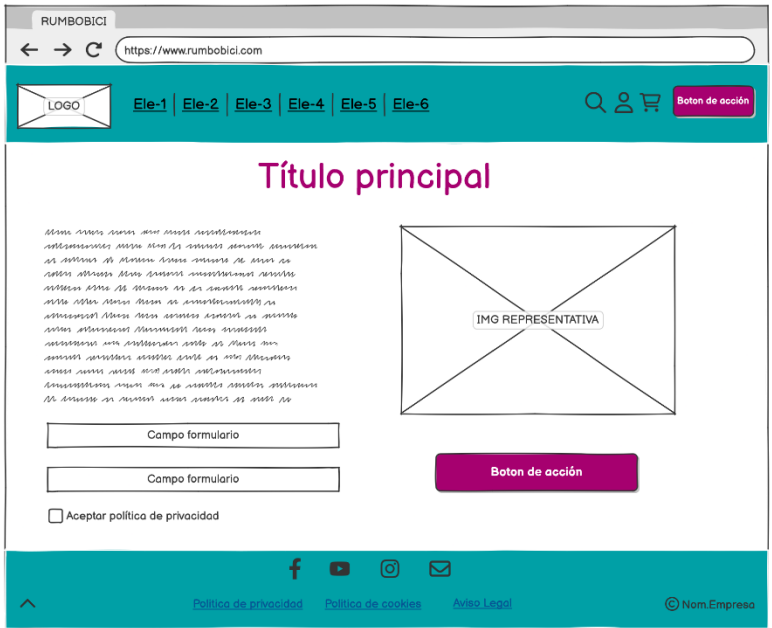 RUMBOBICI
https://www.rumbobici.com
LOGO
Ele-1 | Ele-2 | Ele-3 | Ele-4 | Ele-5 | Ele-6
Boton de acción
Título principal
IMG REPRESENTATIVA
Campo formulario
Campo formulario
Boton de acción
Aceptar política de privacidad
Política de privacidad
Política de cookies
Aviso Legal
© Nom.Empresa